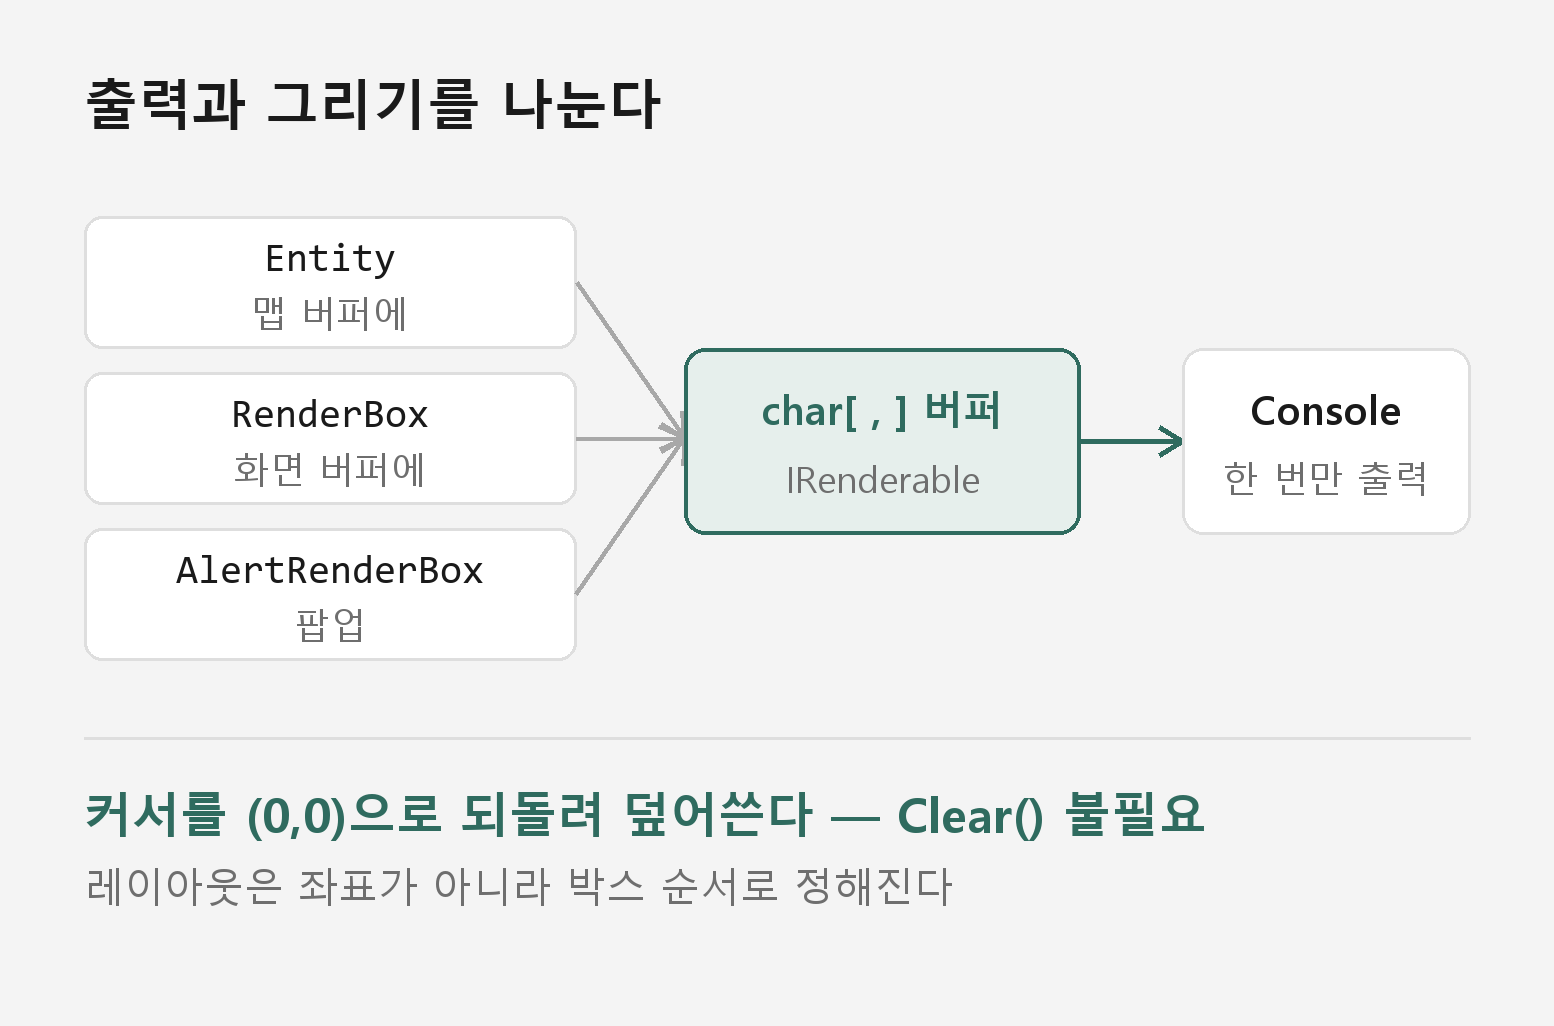 출력과 그리기를 나눈다
Entity
맵 버퍼에
RenderBox
화면 버퍼에
AlertRenderBox
팝업
char[ , ] 버퍼
IRenderable
Console
한 번만 출력
커서를 (0,0)으로 되돌려 덮어쓴다 — Clear() 불필요
레이아웃은 좌표가 아니라 박스 순서로 정해진다